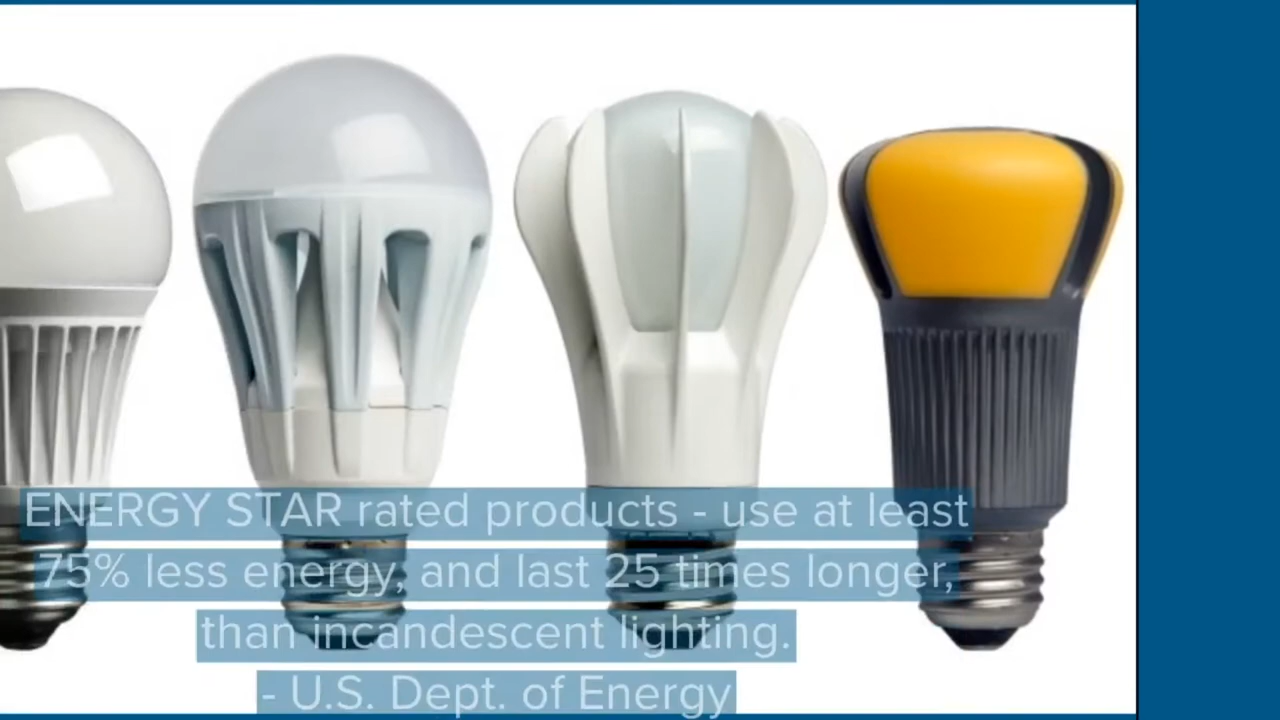 ENERGY STAR rated products - use at least
75% less energy, and last 25 times longer,
than incandescent lighting.
- U.S. Dept. of Energy